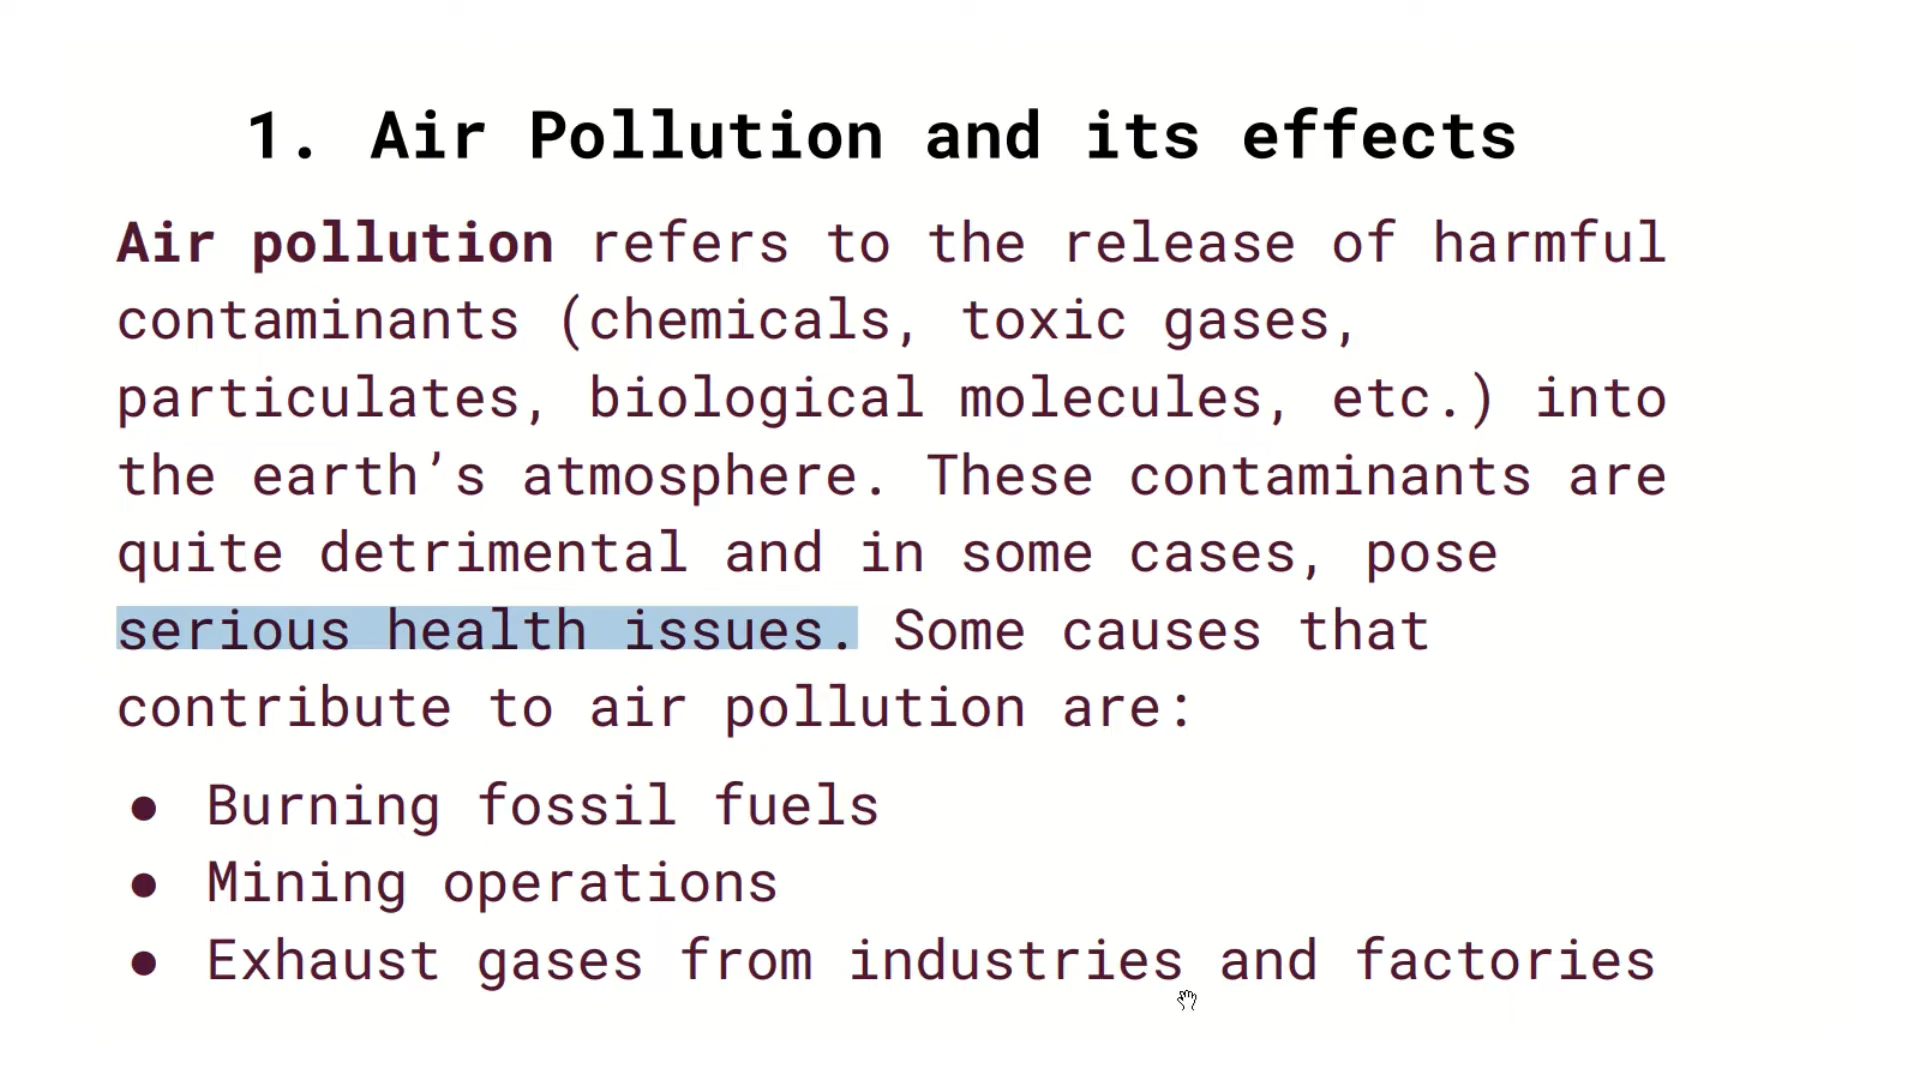 1. Air Pollution and its effects
Air pollution refers to the release of harmful
contaminants (chemicals, toxic gases,
particulates, biological molecules, etc.) into
the earth’s atmosphere. These contaminants are
quite detrimental and in some cases, pose
serious health issues. Some causes that
contribute to air pollution are:
● Burning fossil fuels
● Mining operations
● Exhaust gases from industries and factories